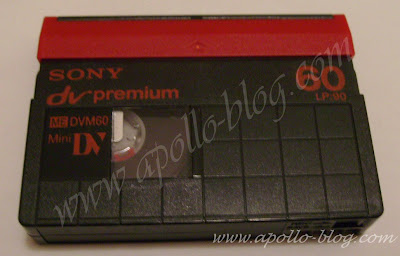 SONY
dv premium
60
LP:90
ME DVM60
Mini DV
www.apollo-blog.com
www.apollo-blog.com